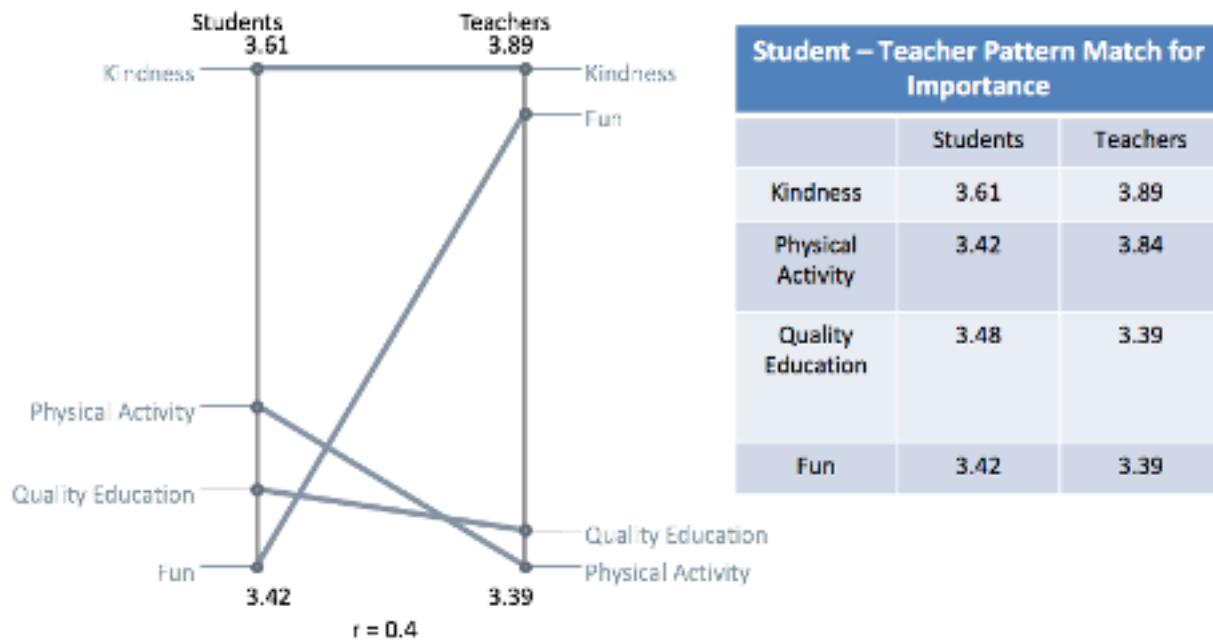 Students Teachers
3.61 3.89
Kindness Kindness
Fun
Physical Activity
Quality Education
Quality Education
Fun Physical Activity
3.42 3.39
r = 0.4
Student – Teacher Pattern Match for
Importance
Students Teachers
Kindness 3.61 3.89
Physical
Activity 3.42 3.84
Quality
Education 3.48 3.39
Fun 3.42 3.39